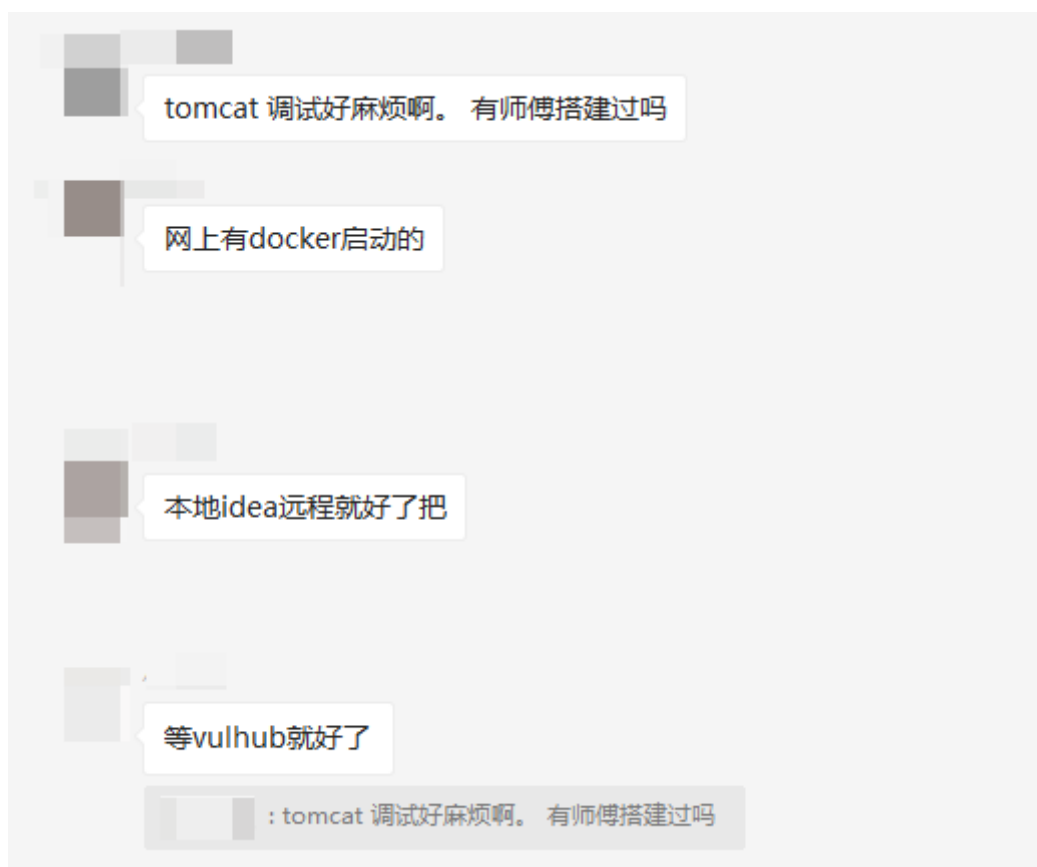 tomcat 调试好麻烦啊。 有师傅搭建过吗
网上有docker启动的
本地idea远程就好了把
等vulhub就好了
: tomcat 调试好麻烦啊。 有师傅搭建过吗